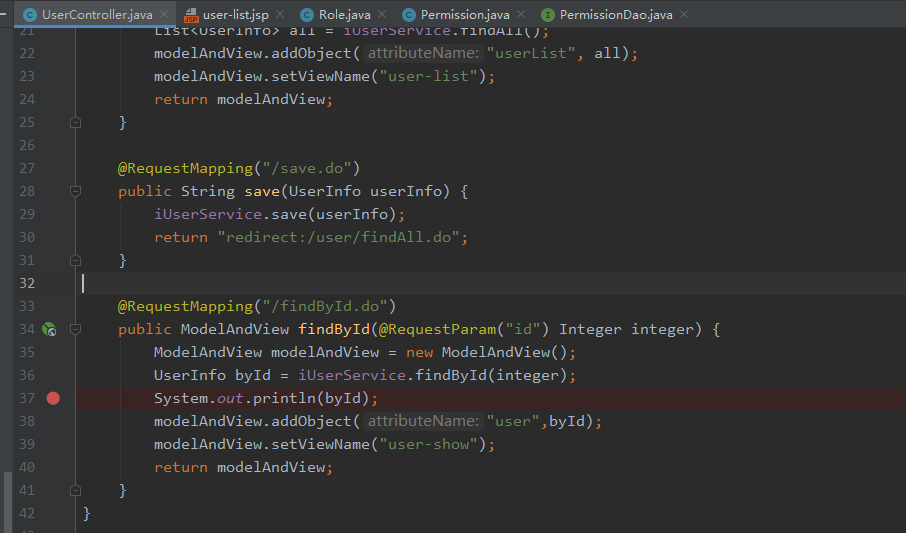 UserController.java user-list.jsp Role.java Permission.java PermissionDao.java
21 List<UserInfo> all = iUserService.findAll();
22 modelAndView.addObject( attributeName: "userList", all);
23 modelAndView.setViewName("user-list");
24 return modelAndView;
25 }
26
27 @RequestMapping("/save.do")
28 public String save(UserInfo userInfo) {
29 iUserService.save(userInfo);
30 return "redirect:/user/findAll.do";
31 }
32
33 @RequestMapping("/findById.do")
34 public ModelAndView findById(@RequestParam("id") Integer integer) {
35 ModelAndView modelAndView = new ModelAndView();
36 UserInfo byId = iUserService.findById(integer);
37 System.out.println(byId);
38 modelAndView.addObject( attributeName: "user",byId);
39 modelAndView.setViewName("user-show");
40 return modelAndView;
41 }
42 }